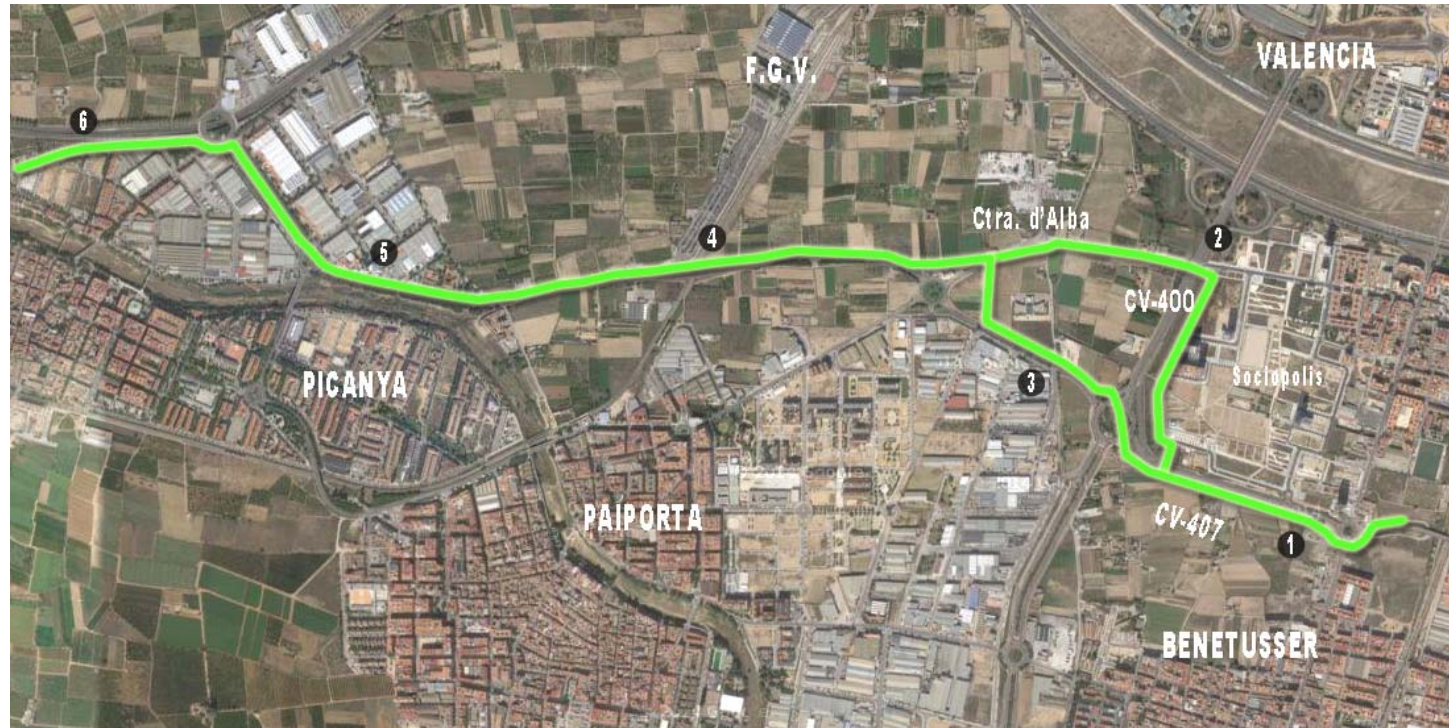 VALENCIA
F.G.V.
6
Ctra. d'Alba
2
4
5
CV-400
PICANYA
3
Sociopolis
PAIPORTA
CV-407
1
BENETUSSER